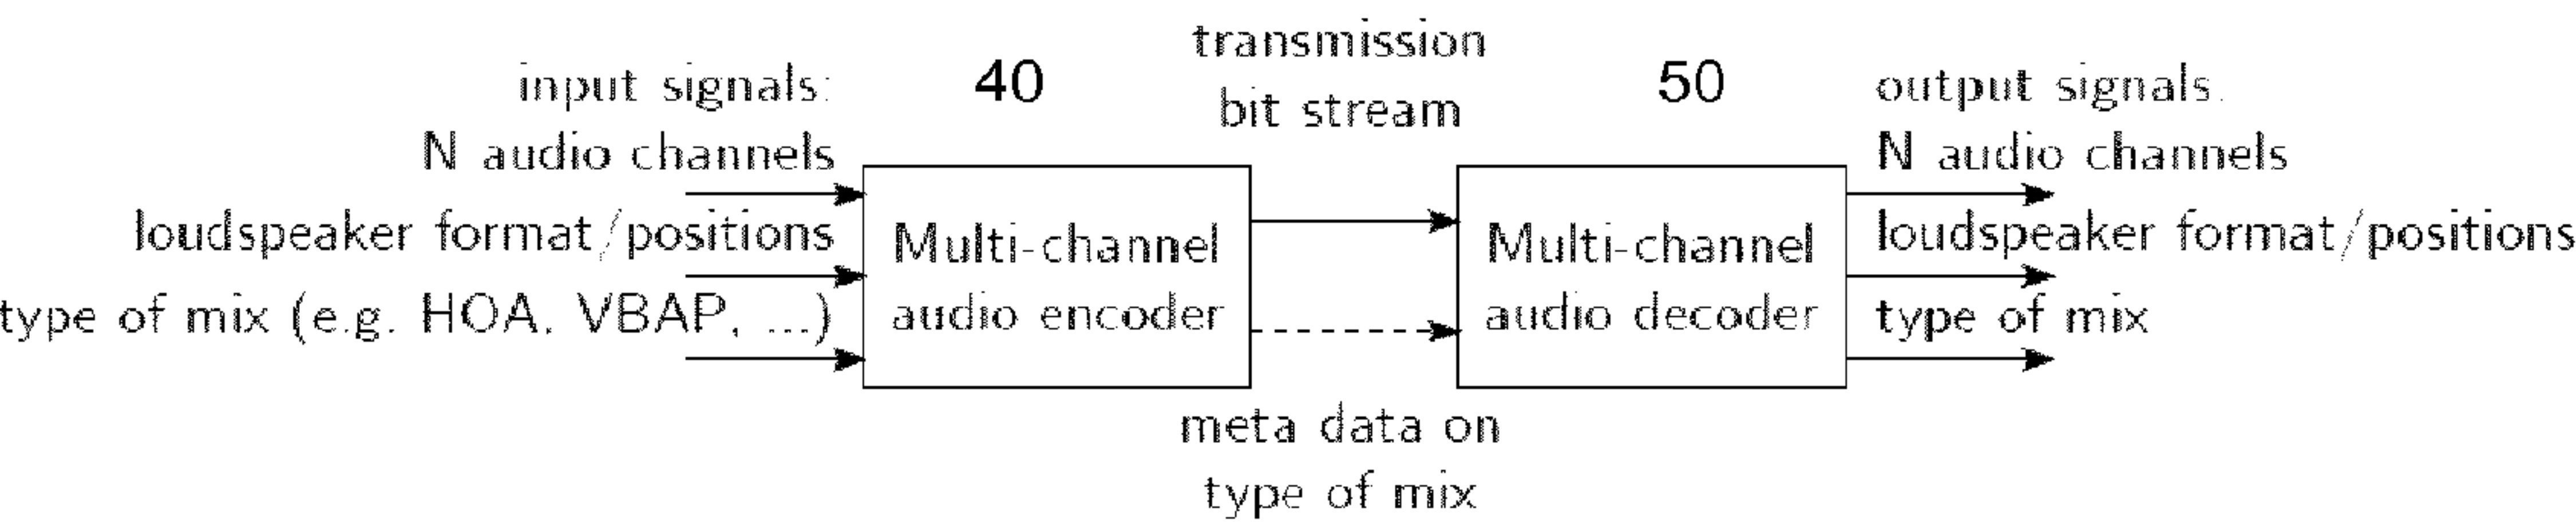 input signals:
N audio channels
loudspeaker format/positions
type of mix (e.g. HOA, VBAP, ...)
40
Multi-channel
audio encoder
transmission
bit stream
meta data on
type of mix
50
Multi-channel
audio decoder
output signals:
N audio channels
loudspeaker format/positions
type of mix